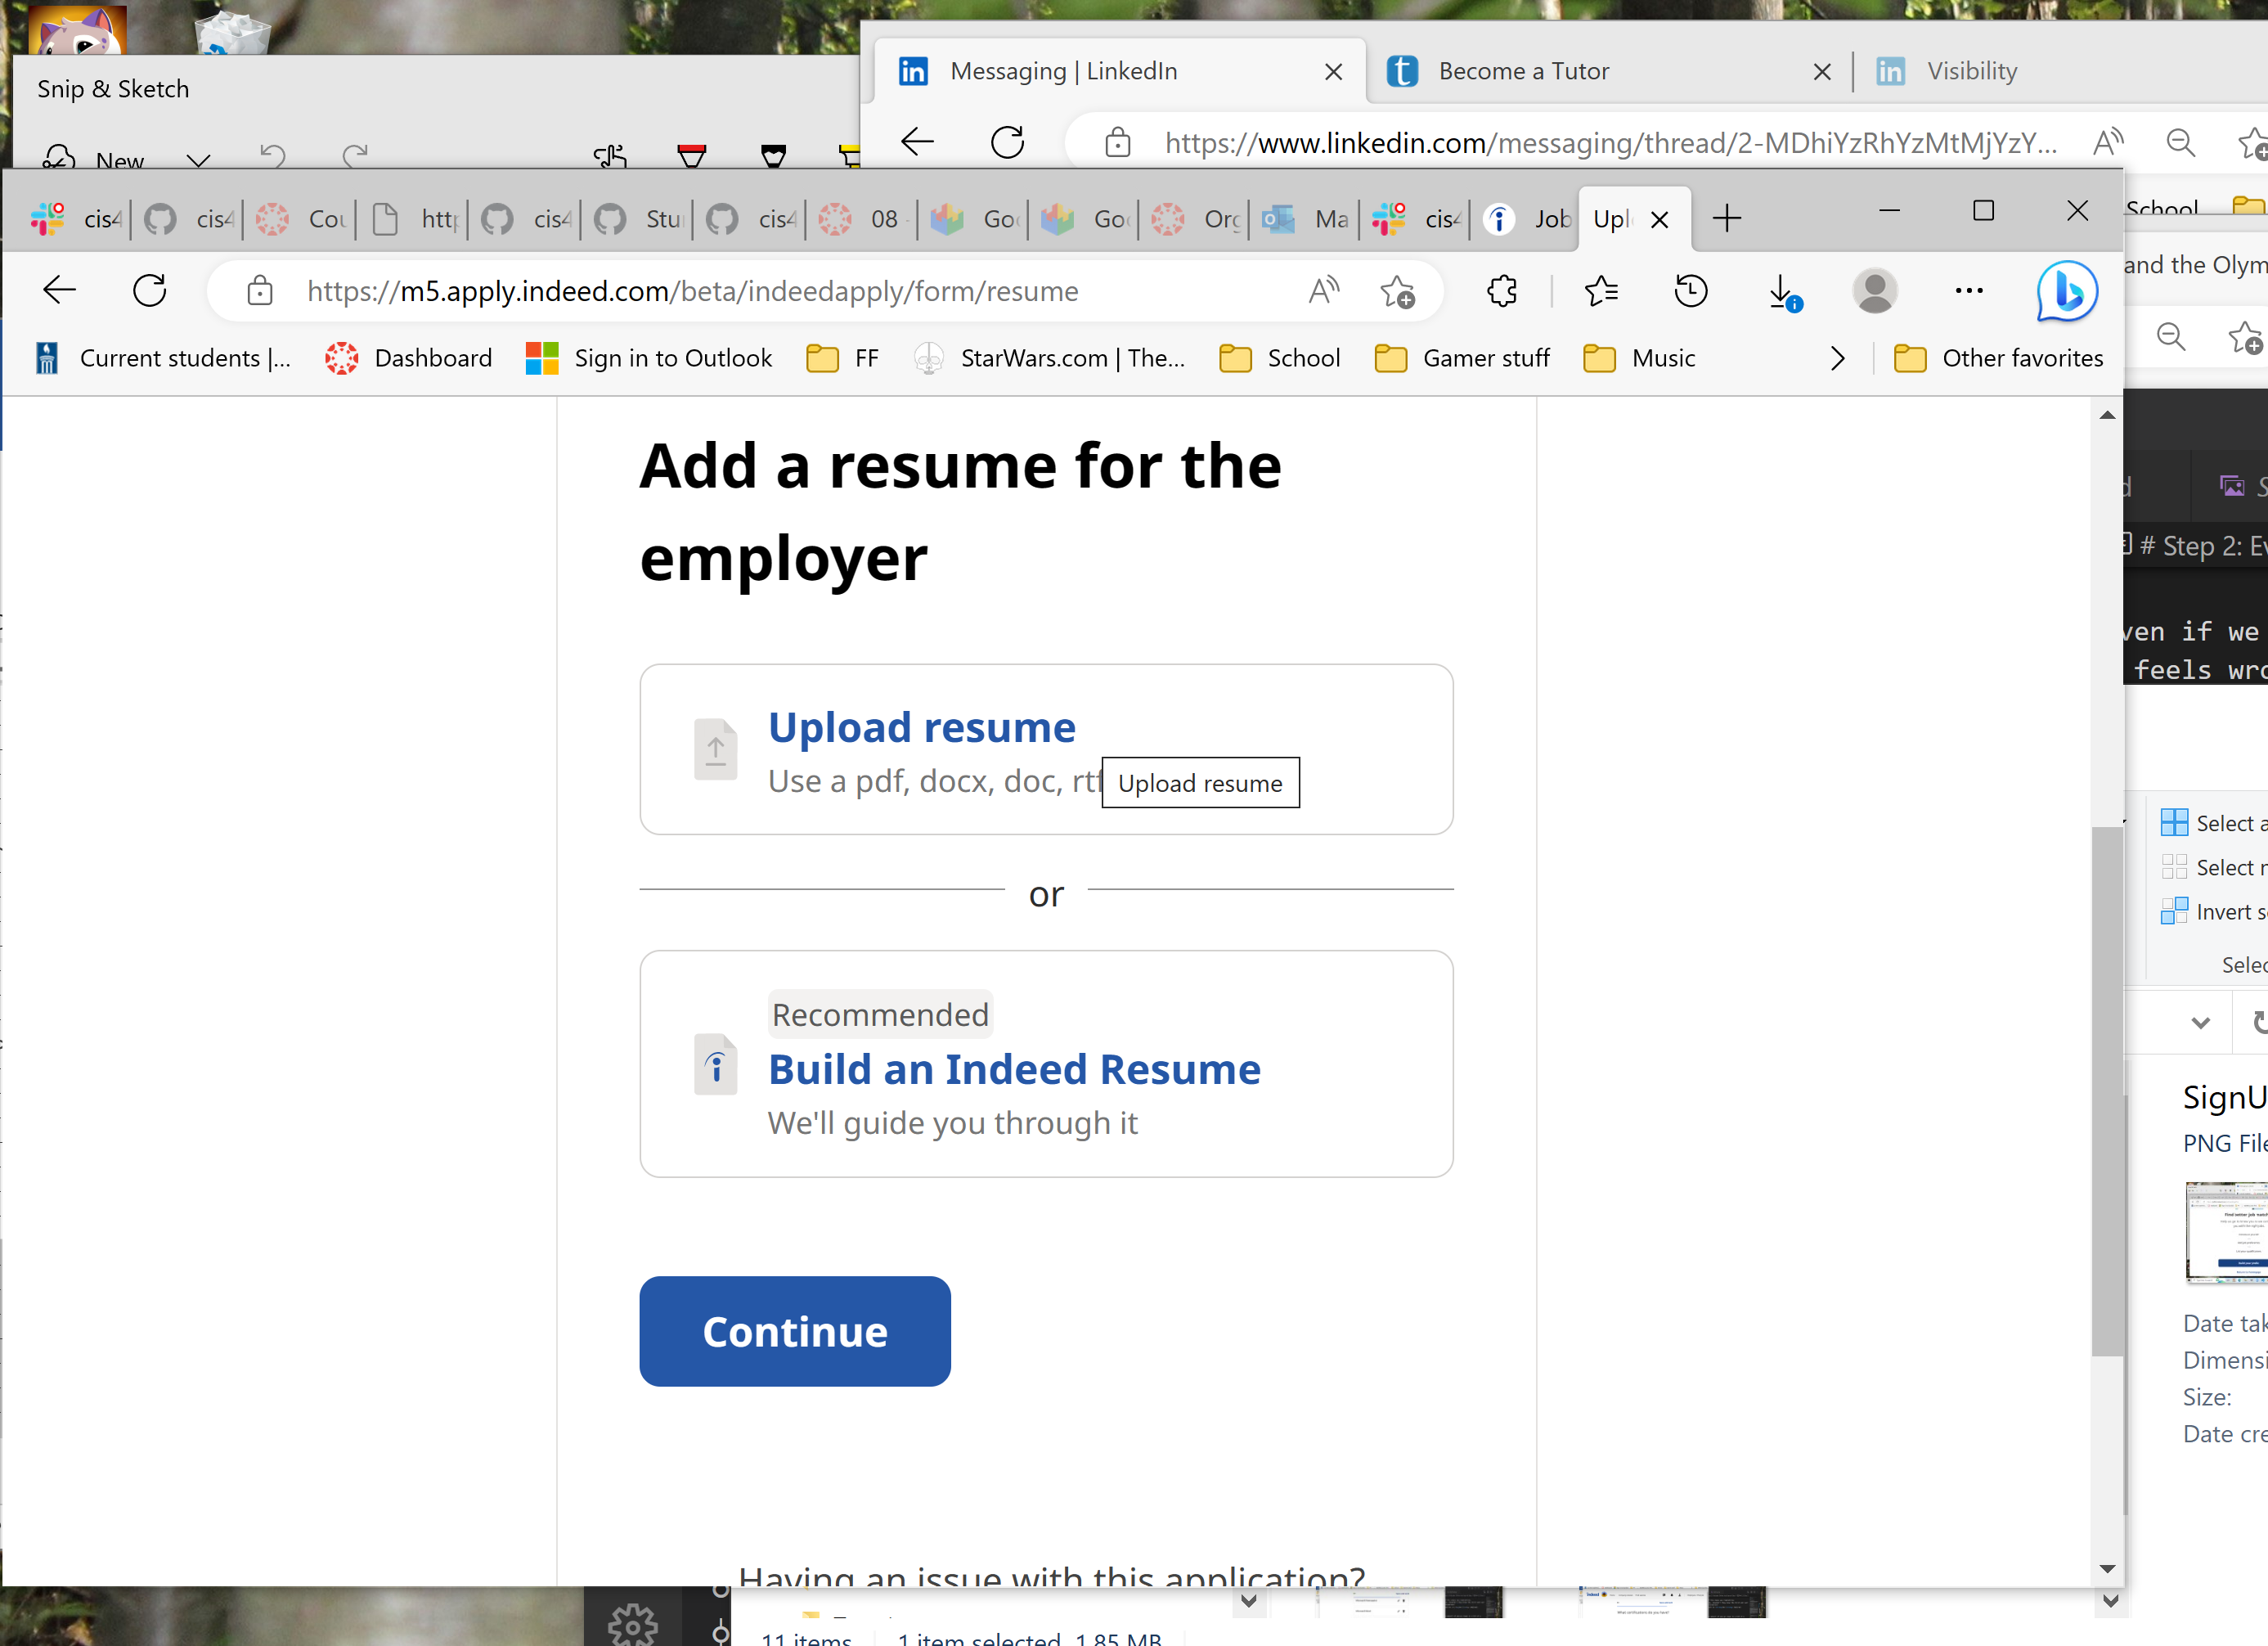 Snip & Sketch
New
Messaging | LinkedIn
Become a Tutor
Visibility
https://www.linkedin.com/messaging/thread/2-MDhiYzRhYzMtMjYzY...
School
cis4
cis4
Cou
http
cis4
Stu
cis4
08 -
Goo
Goo
Org
Ma
cis4
Job
Upl
https://m5.apply.indeed.com/beta/indeedapply/form/resume
Current students |...
Dashboard
Sign in to Outlook
FF
StarWars.com | The...
School
Gamer stuff
Music
Other favorites
and the Olym
Add a resume for the
employer
Upload resume
Use a pdf, docx, doc, rtf
Upload resume
or
Recommended
Build an Indeed Resume
We'll guide you through it
Continue
Having an issue with this application?
# Step 2: Ev
ven if we
feels wro
Select a
Select n
Invert se
Selec
SignU
PNG File
Date tak
Dimensi
Size:
Date cre
11 items
1 item selected 1.85 MB